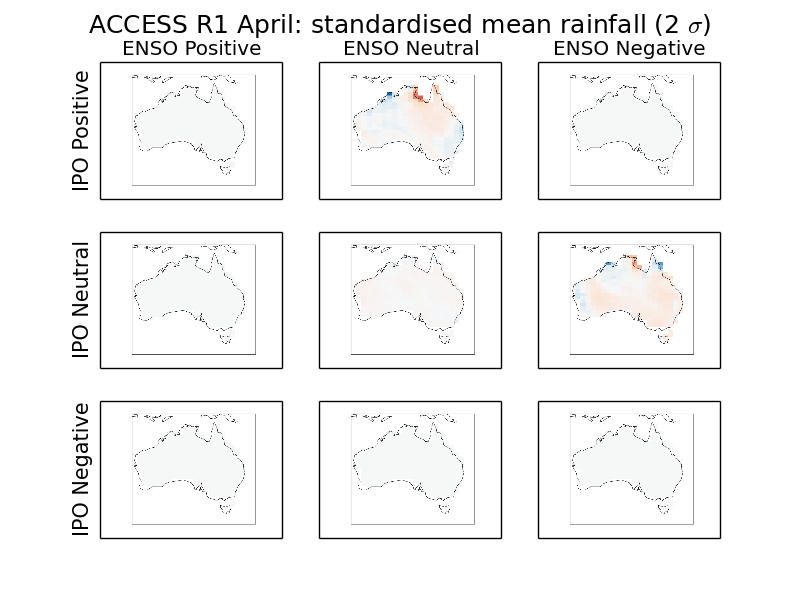 ACCESS R1 April: standardised mean rainfall (2 σ)
ENSO Positive
ENSO Neutral
ENSO Negative
IPO Positive
IPO Neutral
IPO Negative